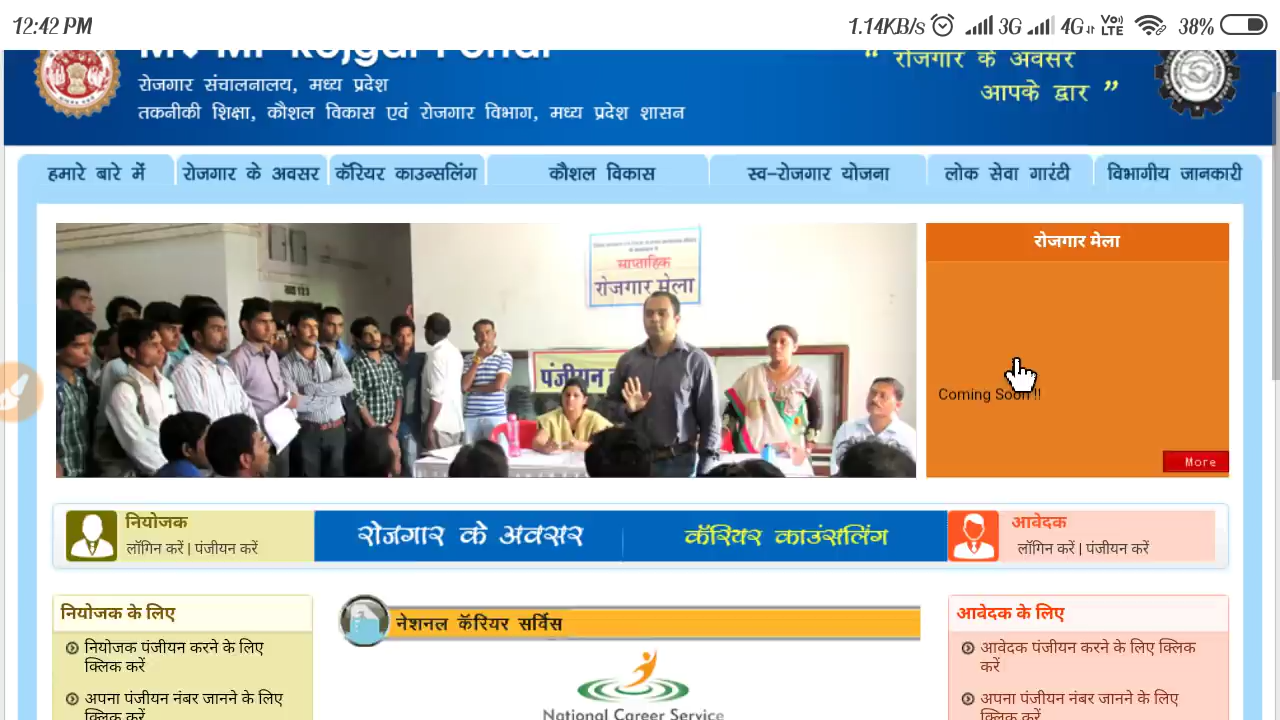 12:42 PM
1.14KB/s 3G 4G VoLTE 38%
रोजगार के अवसर
आपके द्वार
रोजगार संचालनालय, मध्य प्रदेश
तकनीकी शिक्षा, कौशल विकास एवं रोजगार विभाग, मध्य प्रदेश शासन
हमारे बारे में रोजगार के अवसर कॅरियर काउन्सलिंग कौशल विकास स्व-रोजगार योजना लोक सेवा गारंटी विभागीय जानकारी
साप्ताहिक
रोजगार मेला
पंजीयन
रोजगार मेला
Coming Soon !!
More
नियोजक
लॉगिन करें | पंजीयन करें
रोजगार के अवसर
कॅरियर काउंसलिंग
आवेदक
लॉगिन करें | पंजीयन करें
नियोजक के लिए
नियोजक पंजीयन करने के लिए
क्लिक करें
अपना पंजीयन नंबर जानने के लिए
क्लिक करें
नेशनल कॅरियर सर्विस
National Career Service
आवेदक के लिए
आवेदक पंजीयन करने के लिए क्लिक
करें
अपना पंजीयन नंबर जानने के लिए
क्लिक करें